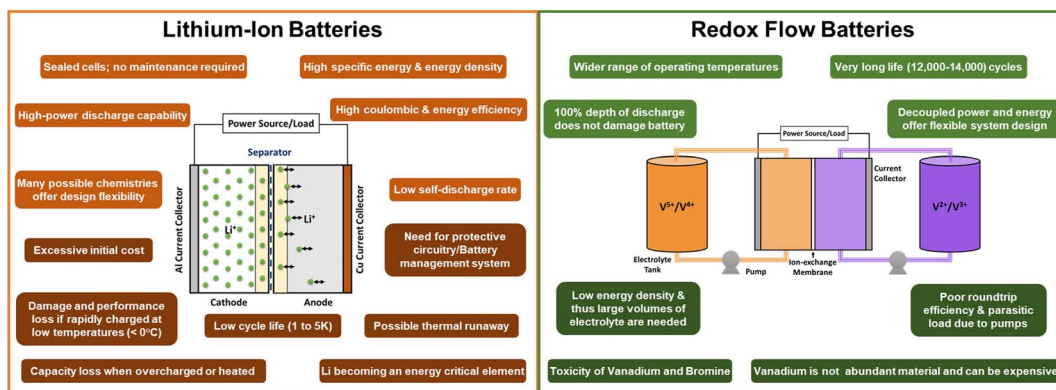 Lithium-Ion Batteries
Sealed cells; no maintenance required
High specific energy & energy density
High-power discharge capability
High coulombic & energy efficiency
Power Source/Load
Separator
Many possible chemistries
offer design flexibility
Low self-discharge rate
Al Current Collector
Li⁺
Li⁺
Cu Current Collector
Excessive initial cost
Need for protective
circuitry/Battery
management system
Cathode
Anode
Damage and performance
loss if rapidly charged at
low temperatures (< 0°C)
Low cycle life (1 to 5K)
Possible thermal runaway
Capacity loss when overcharged or heated
Li becoming an energy critical element
Redox Flow Batteries
Wider range of operating temperatures
Very long life (12,000-14,000) cycles
100% depth of discharge
does not damage battery
Decoupled power and energy
offer flexible system design
Power Source/Load
Current
Collector
V⁵⁺/V⁴⁺
V²⁺/V³⁺
Electrolyte
Tank
Pump
Ion-exchange
Membrane
Low energy density &
thus large volumes of
electrolyte are needed
Poor roundtrip
efficiency & parasitic
load due to pumps
Toxicity of Vanadium and Bromine
Vanadium is not abundant material and can be expensive